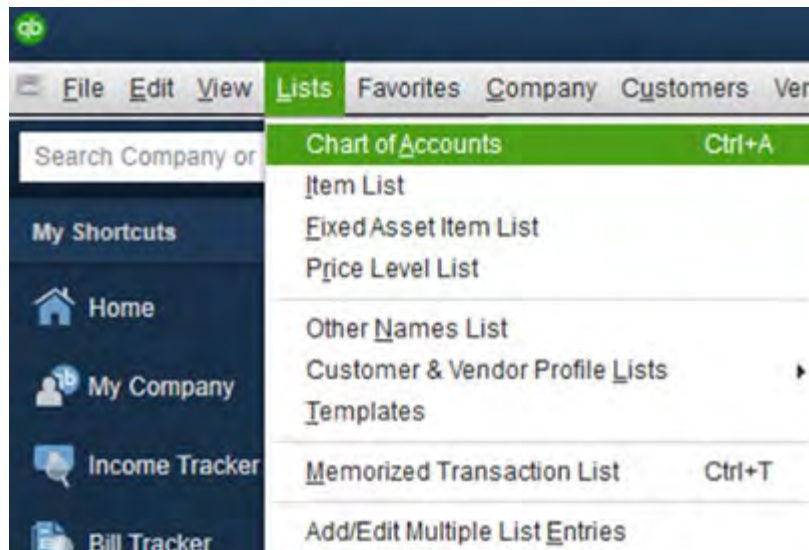 qb
File Edit View Lists Favorites Company Customers Ver
Search Company or
My Shortcuts
Home
My Company
Income Tracker
Bill Tracker
Chart of Accounts Ctrl+A
Item List
Fixed Asset Item List
Price Level List
Other Names List
Customer & Vendor Profile Lists
Templates
Memorized Transaction List Ctrl+T
Add/Edit Multiple List Entries